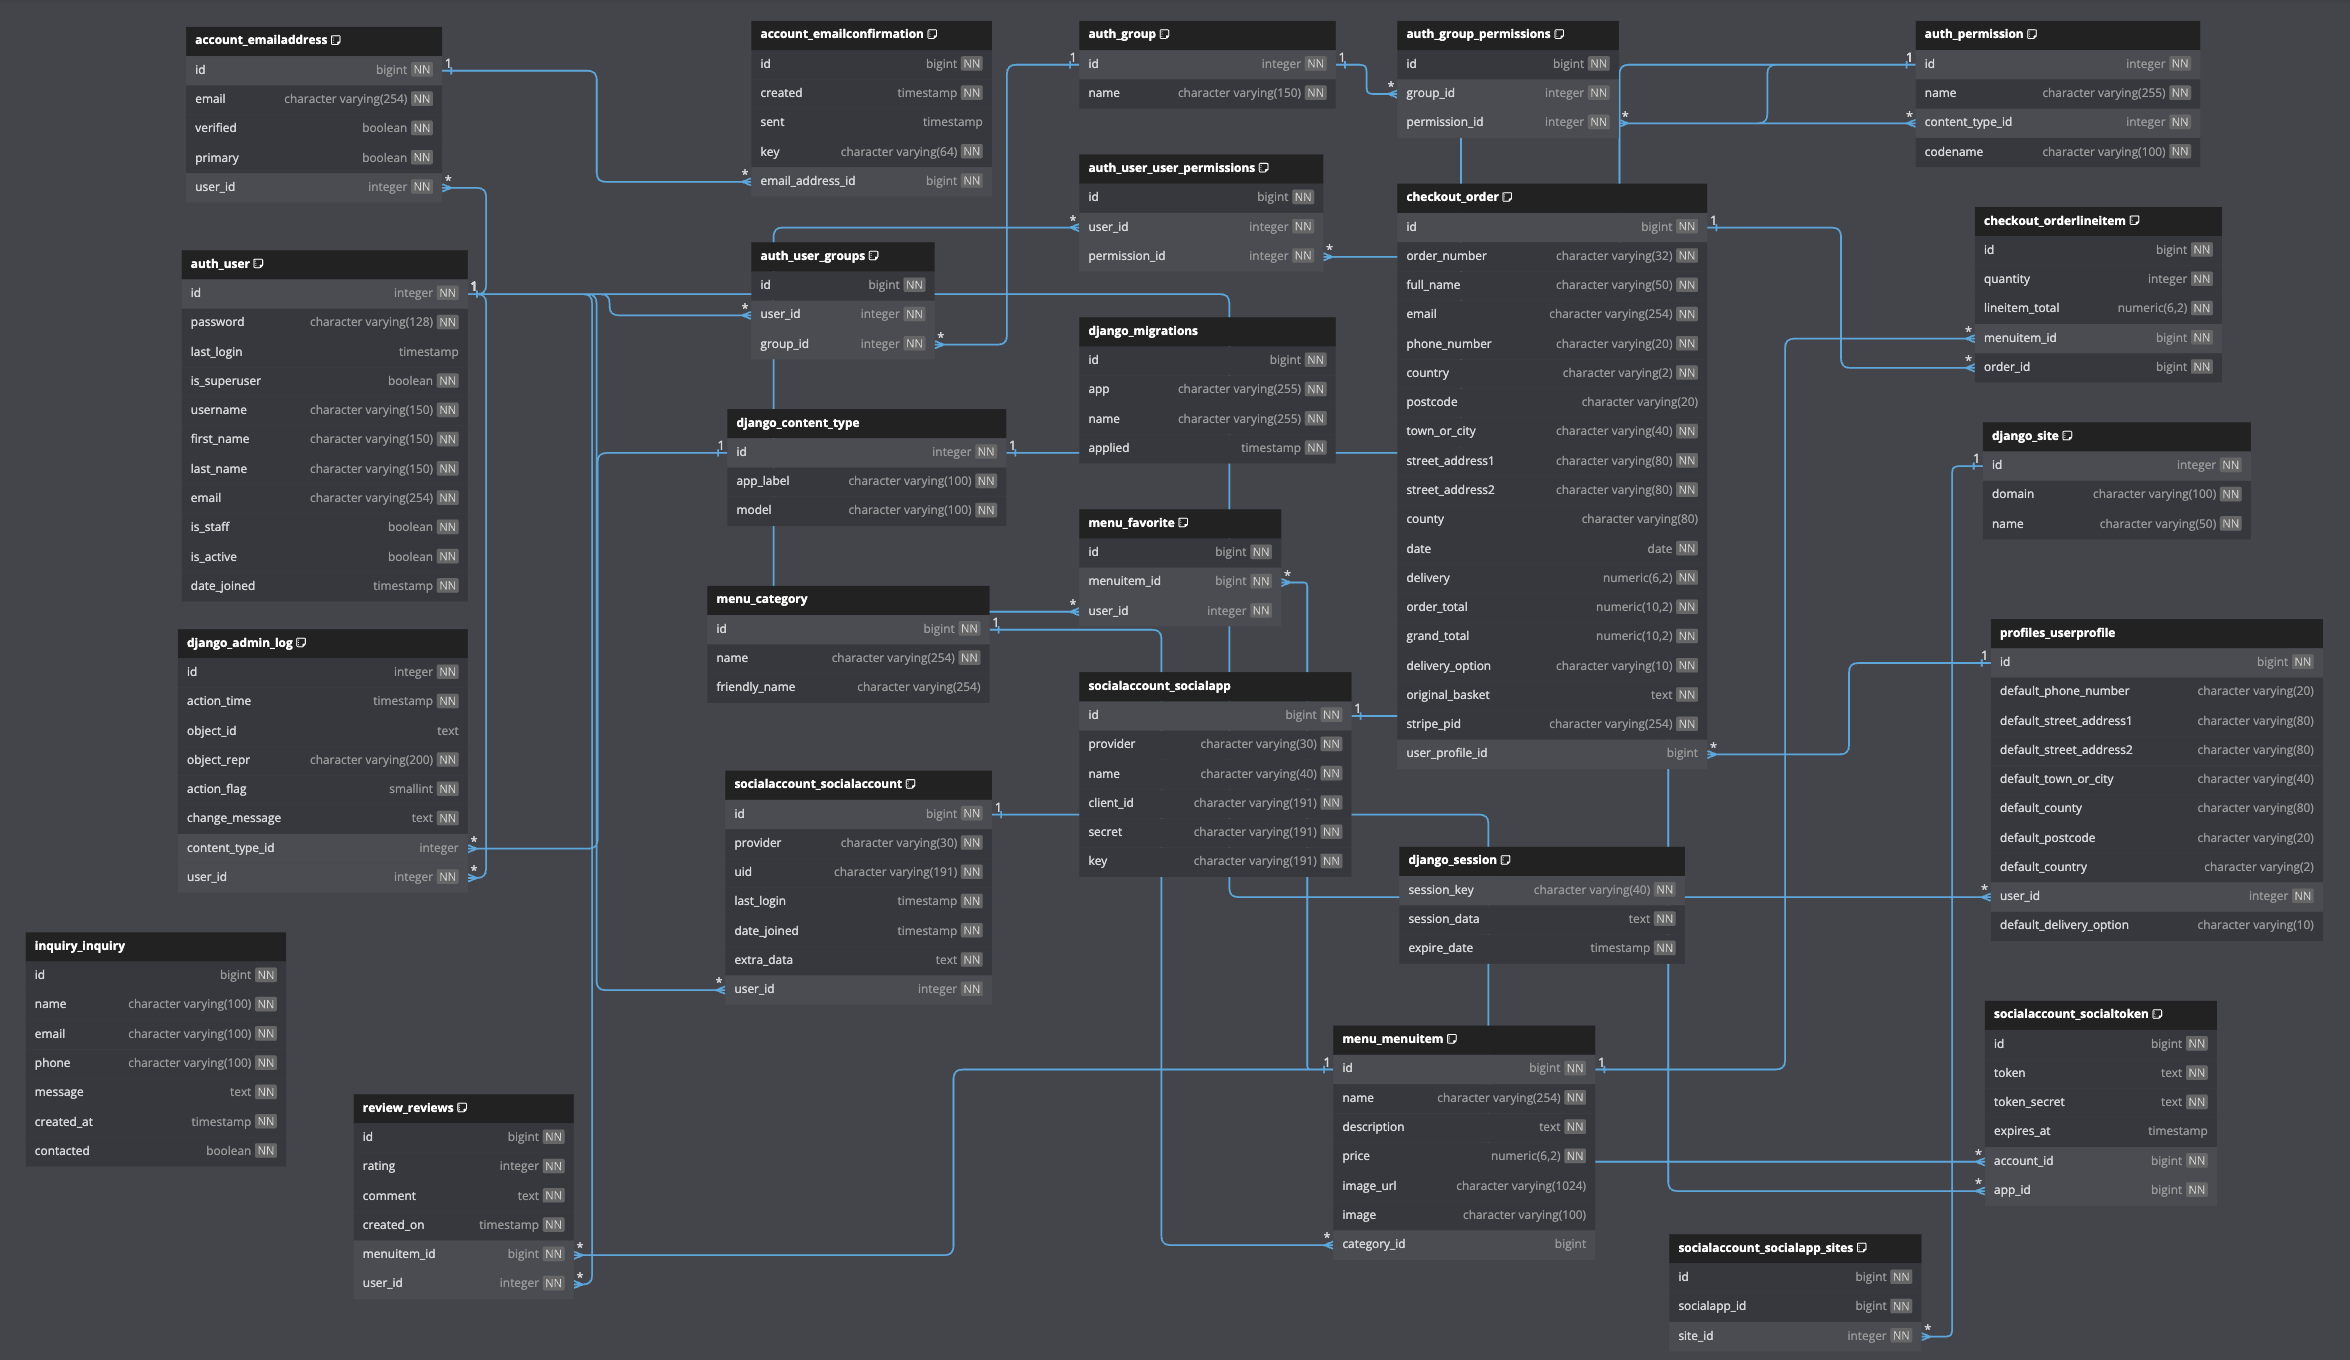 account_emailaddress
id bigint NN
email character varying(254) NN
verified boolean NN
primary boolean NN
user_id integer NN
1
*
account_emailconfirmation
id bigint NN
created timestamp NN
sent timestamp
key character varying(64) NN
email_address_id bigint NN
*
auth_group
id integer NN
name character varying(150) NN
1
1
auth_group_permissions
id bigint NN
group_id integer NN
permission_id integer NN
*
*
auth_permission
id integer NN
name character varying(255) NN
content_type_id integer NN
codename character varying(100) NN
1
*
auth_user_user_permissions
id bigint NN
user_id integer NN
permission_id integer NN
*
*
auth_user
id integer NN
password character varying(128) NN
last_login timestamp
is_superuser boolean NN
username character varying(150) NN
first_name character varying(150) NN
last_name character varying(150) NN
email character varying(254) NN
is_staff boolean NN
is_active boolean NN
date_joined timestamp NN
1
auth_user_groups
id bigint NN
user_id integer NN
group_id integer NN
*
*
django_migrations
id bigint NN
app character varying(255) NN
name character varying(255) NN
applied timestamp NN
checkout_order
id bigint NN
order_number character varying(32) NN
full_name character varying(50) NN
email character varying(254) NN
phone_number character varying(20) NN
country character varying(2) NN
postcode character varying(20)
town_or_city character varying(40) NN
street_address1 character varying(80) NN
street_address2 character varying(80) NN
county character varying(80)
date date NN
delivery numeric(6,2) NN
order_total numeric(10,2) NN
grand_total numeric(10,2) NN
delivery_option character varying(10) NN
original_basket text NN
stripe_pid character varying(254) NN
user_profile_id bigint
1
*
checkout_orderlineitem
id bigint NN
quantity integer NN
lineitem_total numeric(6,2) NN
menuitem_id bigint NN
order_id bigint NN
*
*
django_content_type
id integer NN
app_label character varying(100) NN
model character varying(100) NN
1
1
django_site
id integer NN
domain character varying(100) NN
name character varying(50) NN
1
menu_favorite
id bigint NN
menuitem_id bigint NN
user_id integer NN
*
*
menu_category
id bigint NN
name character varying(254) NN
friendly_name character varying(254)
1
django_admin_log
id integer NN
action_time timestamp NN
object_id text
object_repr character varying(200) NN
action_flag smallint NN
change_message text NN
content_type_id integer
user_id integer NN
*
*
socialaccount_socialapp
id bigint NN
provider character varying(30) NN
name character varying(40) NN
client_id character varying(191) NN
secret character varying(191) NN
key character varying(191) NN
1
profiles_userprofile
id bigint NN
default_phone_number character varying(20)
default_street_address1 character varying(80)
default_street_address2 character varying(80)
default_town_or_city character varying(40)
default_county character varying(80)
default_postcode character varying(20)
default_country character varying(2)
user_id integer NN
default_delivery_option character varying(10)
1
*
socialaccount_socialaccount
id bigint NN
provider character varying(30) NN
uid character varying(191) NN
last_login timestamp NN
date_joined timestamp NN
extra_data text NN
user_id integer NN
1
*
django_session
session_key character varying(40) NN
session_data text NN
expire_date timestamp NN
inquiry_inquiry
id bigint NN
name character varying(100) NN
email character varying(100) NN
phone character varying(100) NN
message text NN
created_at timestamp NN
contacted boolean NN
review_reviews
id bigint NN
rating integer NN
comment text NN
created_on timestamp NN
menuitem_id bigint NN
user_id integer NN
*
*
menu_menuitem
id bigint NN
name character varying(254) NN
description text NN
price numeric(6,2) NN
image_url character varying(1024)
image character varying(100)
category_id bigint
1
1
*
socialaccount_socialtoken
id bigint NN
token text NN
token_secret text NN
expires_at timestamp
account_id bigint NN
app_id bigint NN
*
*
socialaccount_socialapp_sites
id bigint NN
socialapp_id bigint NN
site_id integer NN
*